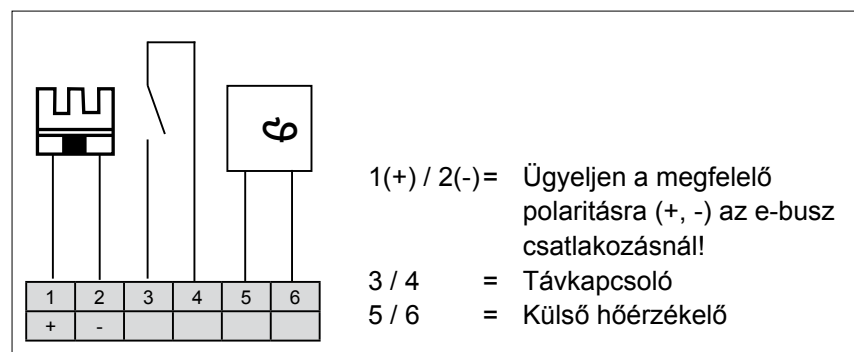 1(+) / 2(-)= Ügyeljen a megfelelő
polaritásra (+, -) az e-busz
csatlakozásnál!
3 / 4 = Távkapcsoló
5 / 6 = Külső hőérzékelő
1 2 3 4 5 6
+ -